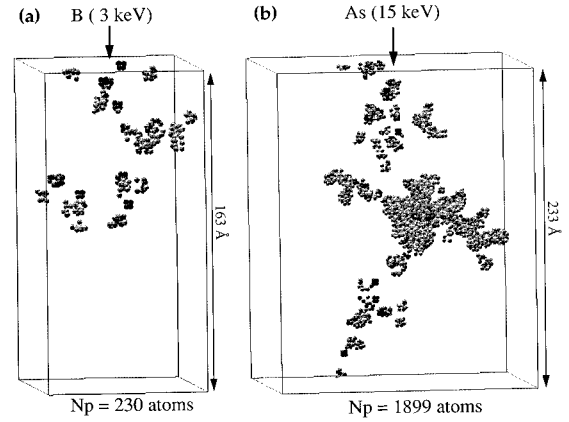 (a)
B ( 3 keV)
163 Å
Np = 230 atoms
(b)
As (15 keV)
233 Å
Np = 1899 atoms